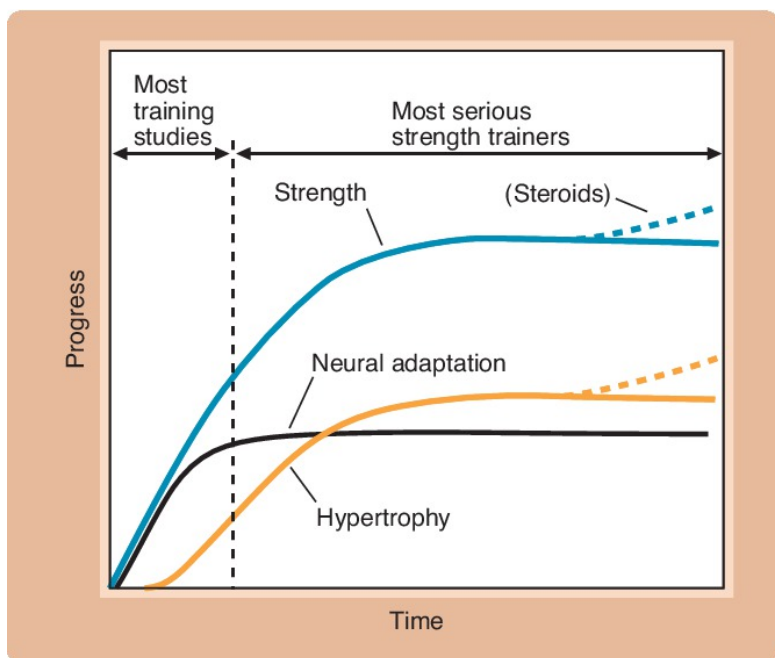 Most
training
studies
Most serious
strength trainers
Strength
(Steroids)
Progress
Neural adaptation
Hypertrophy
Time